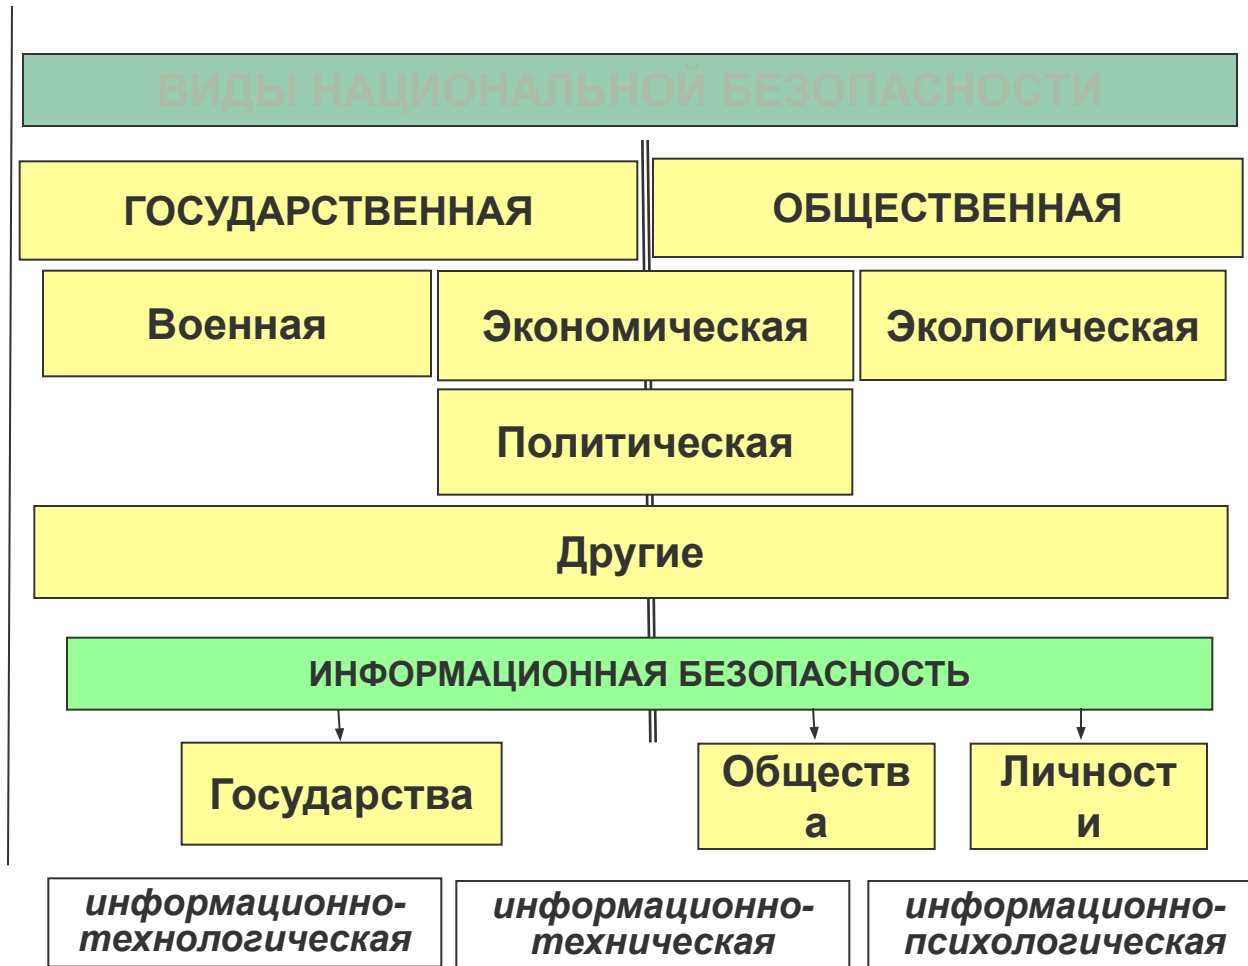 ВИДЫ НАЦИОНАЛЬНОЙ БЕЗОПАСНОСТИ
ГОСУДАРСТВЕННАЯ
ОБЩЕСТВЕННАЯ
Военная
Экономическая
Экологическая
Политическая
Другие
ИНФОРМАЦИОННАЯ БЕЗОПАСНОСТЬ
Государства
Обществ
а
Личност
и
информационно-
технологическая
информационно-
техническая
информационно-
психологическая